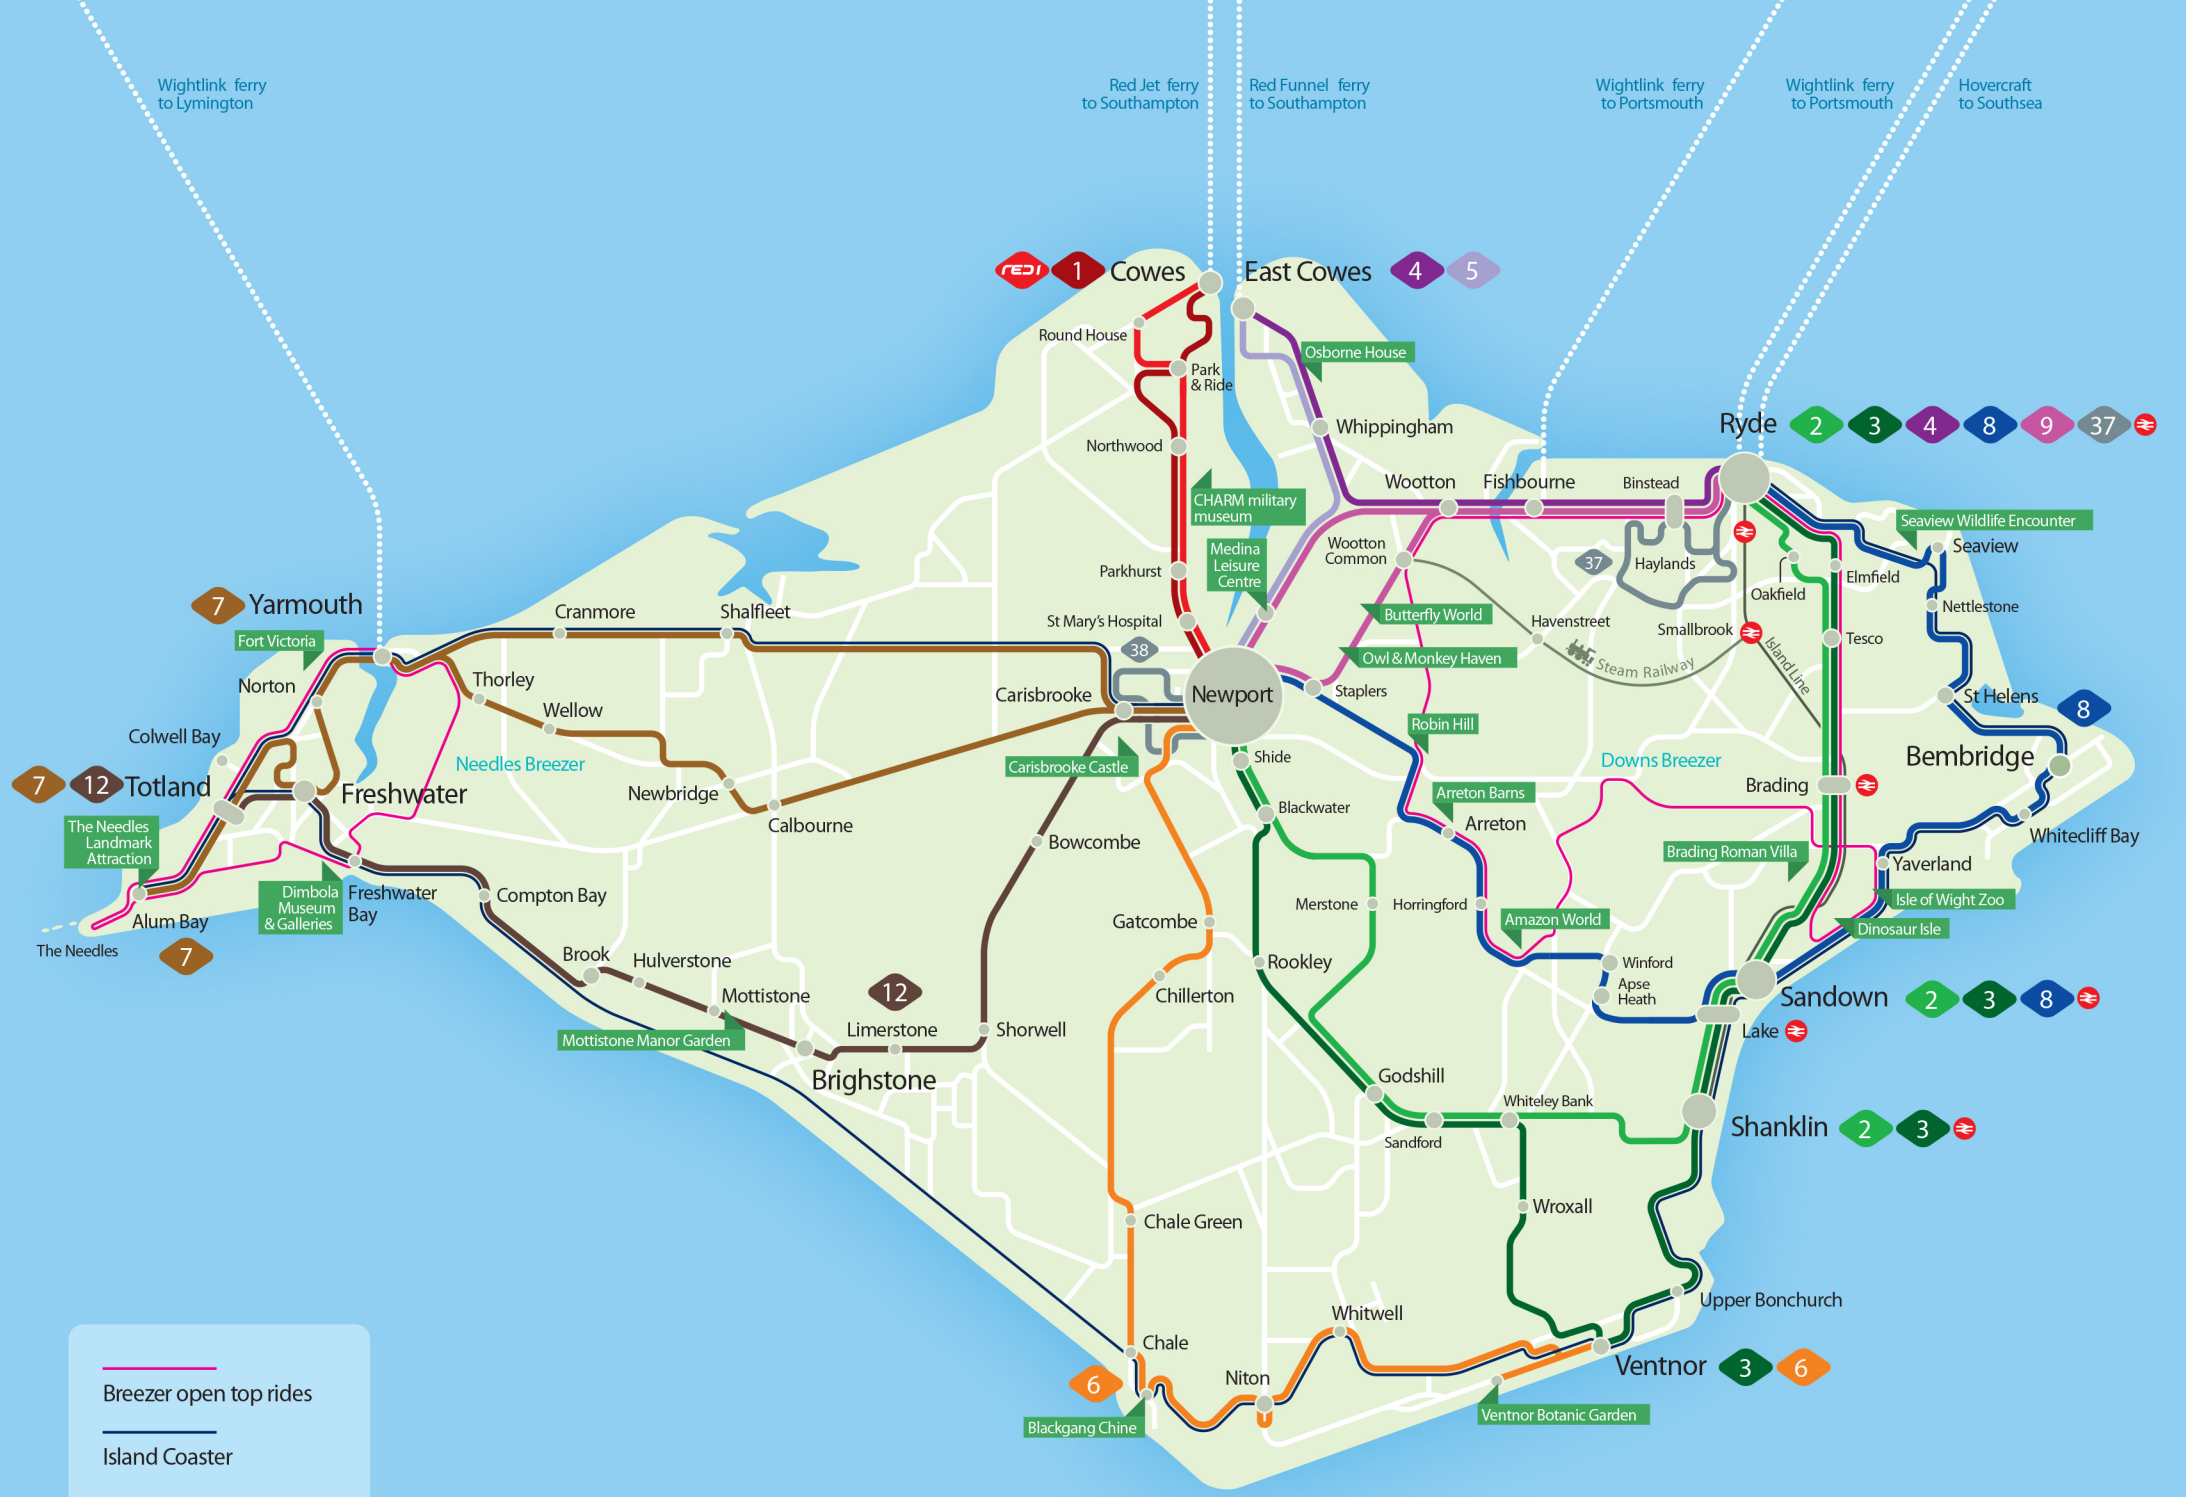 Wightlink ferry
to Lymington
Red Jet ferry
to Southampton
Red Funnel ferry
to Southampton
Wightlink ferry
to Portsmouth
Wightlink ferry
to Portsmouth
Hovercraft
to Southsea
RED1
1
Cowes
East Cowes
4
5
Round House
Park
& Ride
Osborne House
Whippingham
Northwood
Ryde
2
3
4
8
9
37
CHARM military
museum
Wootton
Fishbourne
Binstead
Seaview Wildlife Encounter
Seaview
Medina
Leisure
Centre
Wootton
Common
37
Haylands
Elmfield
Oakfield
Parkhurst
7
Yarmouth
Cranmore
Shalfleet
Nettlestone
Butterfly World
Havenstreet
St Mary's Hospital
Smallbrook
Tesco
Fort Victoria
38
Owl & Monkey Haven
Steam Railway
Island Line
Norton
Thorley
Carisbrooke
Newport
Staplers
St Helens
8
Wellow
Robin Hill
Colwell Bay
Needles Breezer
Carisbrooke Castle
Shide
Downs Breezer
Bembridge
7
12
Totland
Freshwater
Newbridge
Brading
Arreton Barns
Blackwater
Calbourne
Arreton
Whitecliff Bay
The Needles
Landmark
Attraction
Bowcombe
Brading Roman Villa
Yaverland
Dimbola
Museum
& Galleries
Freshwater
Bay
Compton Bay
Merstone
Horringford
Isle of Wight Zoo
Alum Bay
Gatcombe
Amazon World
Dinosaur Isle
The Needles
7
Brook
Hulverstone
Rookley
Winford
Mottistone
12
Chillerton
Apse
Heath
Sandown
2
3
8
Mottistone Manor Garden
Limerstone
Shorwell
Lake
Brighstone
Godshill
Whiteley Bank
Sandford
Shanklin
2
3
Wroxall
Chale Green
Upper Bonchurch
Whitwell
Chale
Ventnor
3
6
6
Niton
Blackgang Chine
Ventnor Botanic Garden
Breezer open top rides
Island Coaster